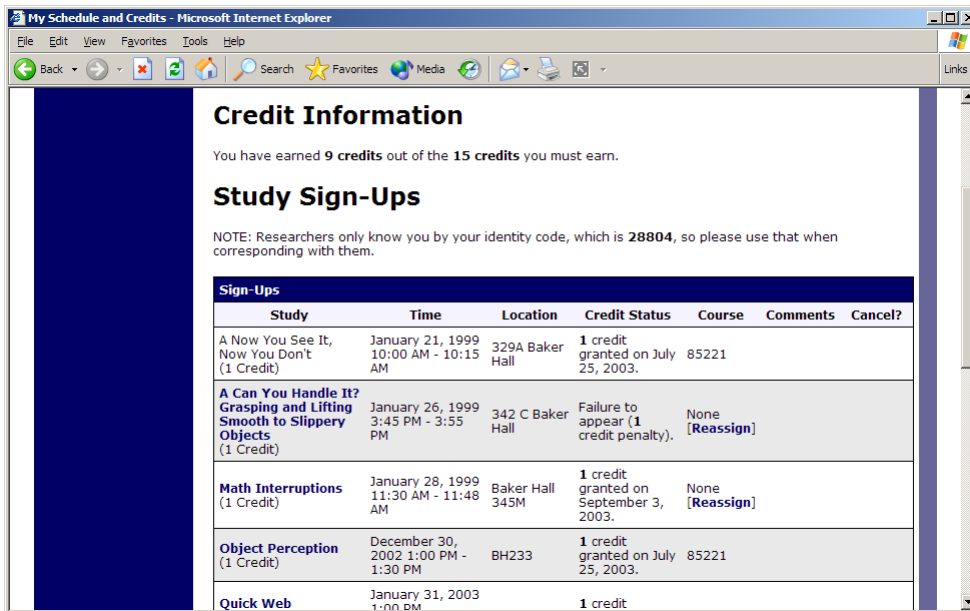 My Schedule and Credits - Microsoft Internet Explorer
File Edit View Favorites Tools Help
Back Search Favorites Media Links
Credit Information
You have earned 9 credits out of the 15 credits you must earn.
Study Sign-Ups
NOTE: Researchers only know you by your identity code, which is 28804, so please use that when
corresponding with them.
Sign-Ups
Study Time Location Credit Status Course Comments Cancel?
A Now You See It,
Now You Don't
(1 Credit)
January 21, 1999
10:00 AM - 10:15
AM
329A Baker
Hall
1 credit
granted on July
25, 2003.
85221
A Can You Handle It?
Grasping and Lifting
Smooth to Slippery
Objects
(1 Credit)
January 26, 1999
3:45 PM - 3:55
PM
342 C Baker
Hall
Failure to
appear (1
credit penalty).
None
[Reassign]
Math Interruptions
(1 Credit)
January 28, 1999
11:30 AM - 11:48
AM
Baker Hall
345M
1 credit
granted on
September 3,
2003.
None
[Reassign]
Object Perception
(1 Credit)
December 30,
2002 1:00 PM -
1:30 PM
BH233
1 credit
granted on July
25, 2003.
85221
Quick Web
January 31, 2003
1:00 PM
1 credit